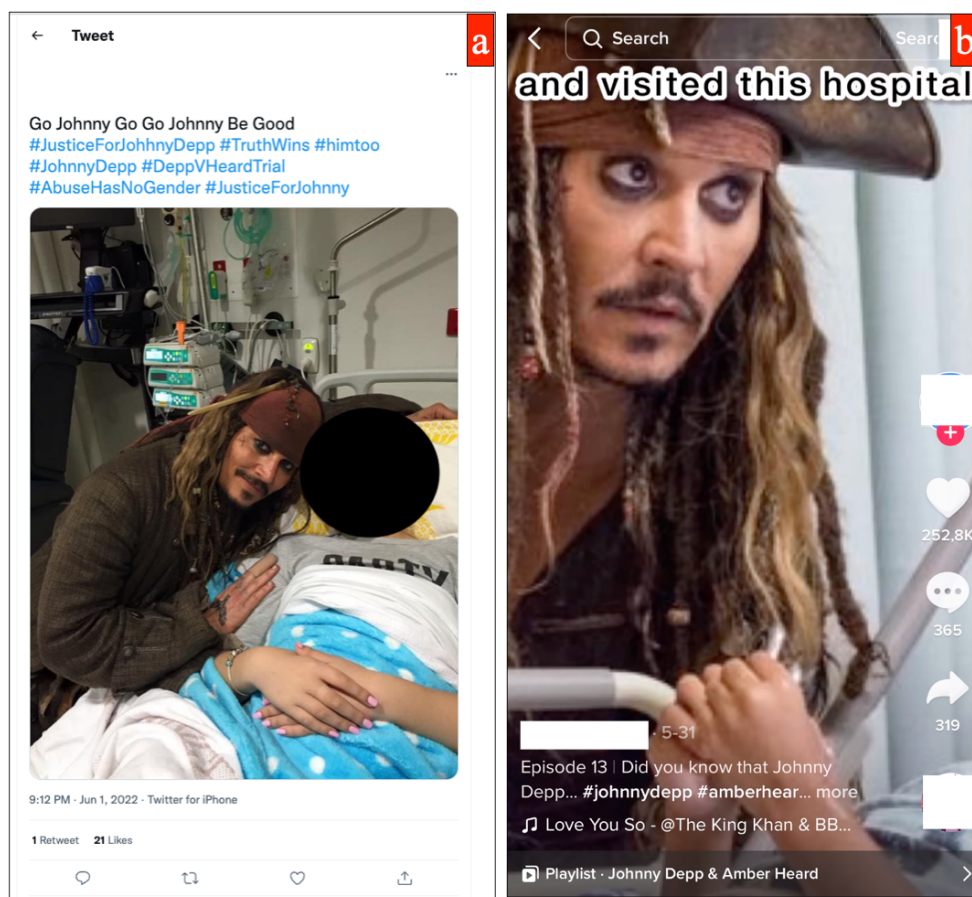 Tweet
a
Go Johnny Go Go Johnny Be Good
#JusticeForJohhnyDepp #TruthWins #himtoo
#JohnnyDepp #DeppVHeardTrial
#AbuseHasNoGender #JusticeForJohnny
PARTY
9:12 PM · Jun 1, 2022 · Twitter for iPhone
1 Retweet 21 Likes
Search
b
and visited this hospital
252,8K
365
319
· 5-31
Episode 13 | Did you know that Johnny
Depp... #johnnydepp #amberhear... more
Love You So - @The King Khan & BB...
Playlist · Johnny Depp & Amber Heard